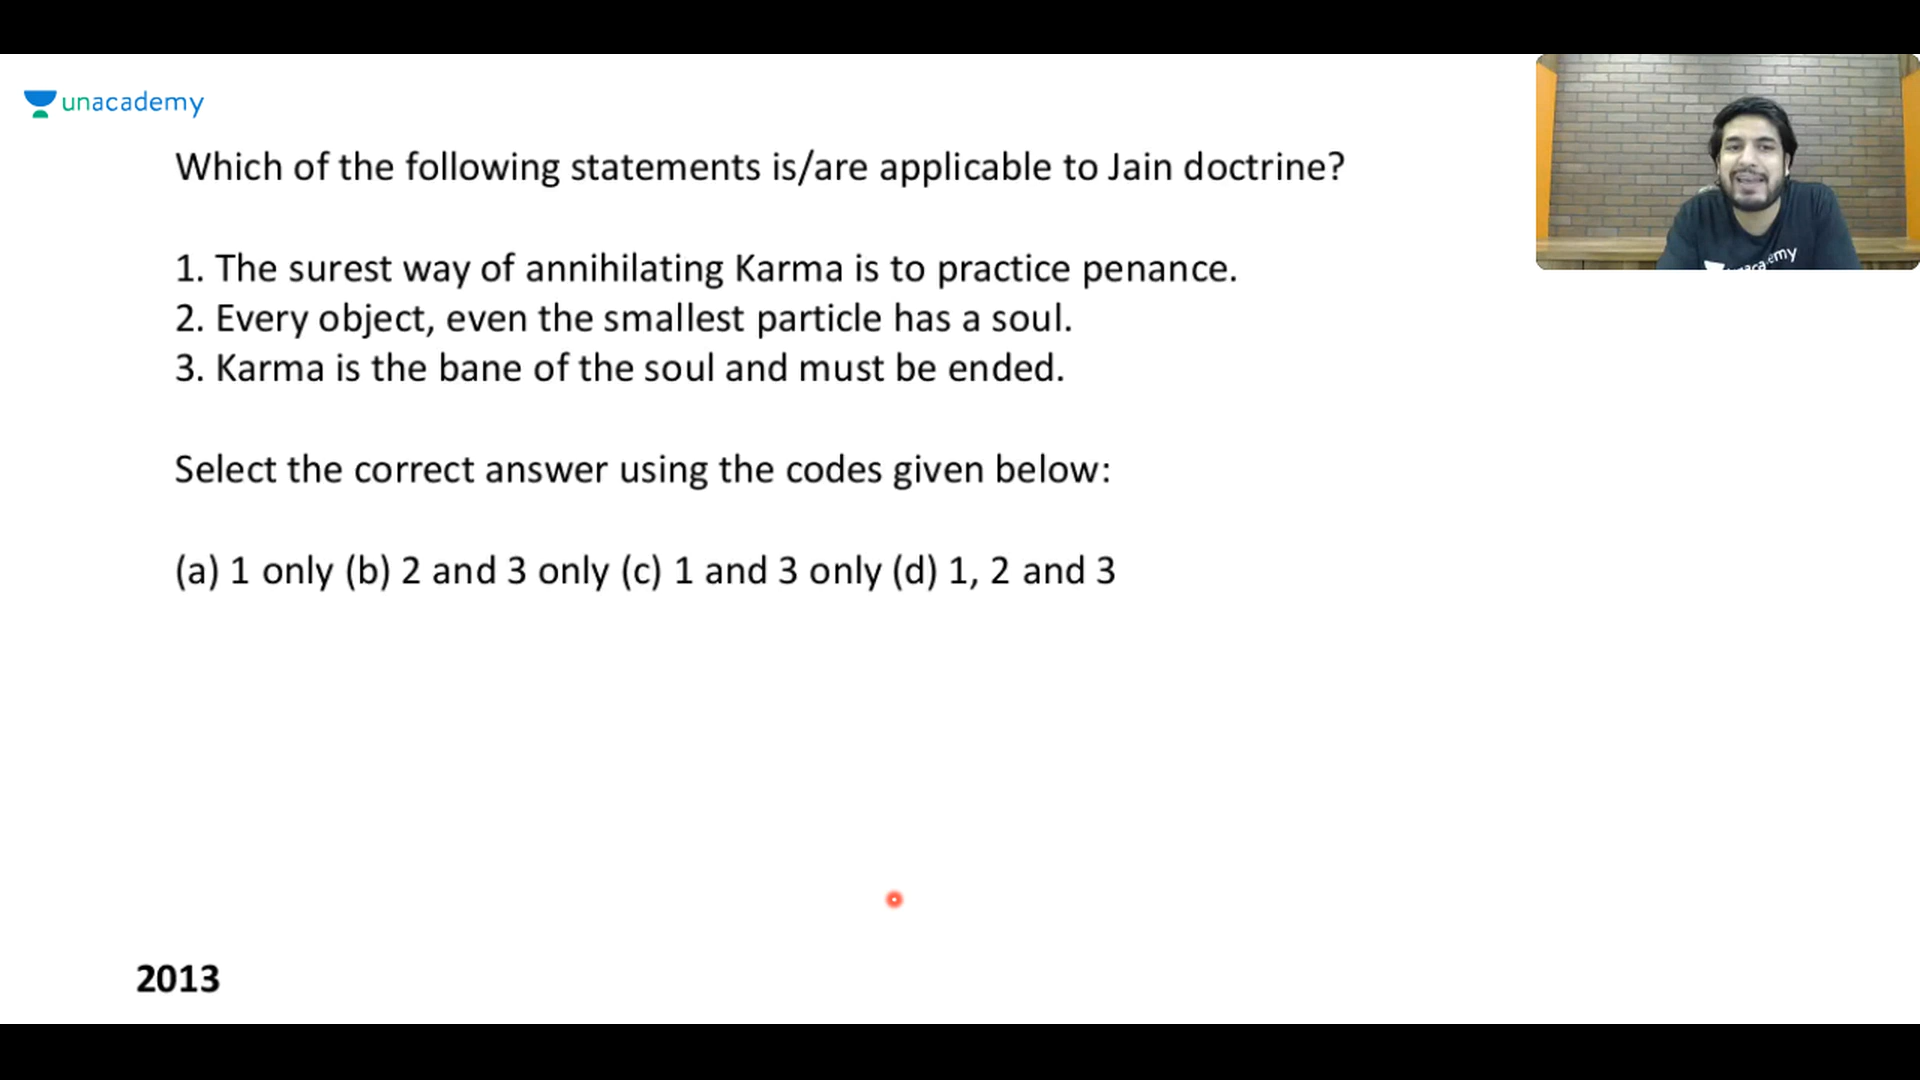 unacademy
Which of the following statements is/are applicable to Jain doctrine?
1. The surest way of annihilating Karma is to practice penance.
2. Every object, even the smallest particle has a soul.
3. Karma is the bane of the soul and must be ended.
Select the correct answer using the codes given below:
(a) 1 only (b) 2 and 3 only (c) 1 and 3 only (d) 1, 2 and 3
2013